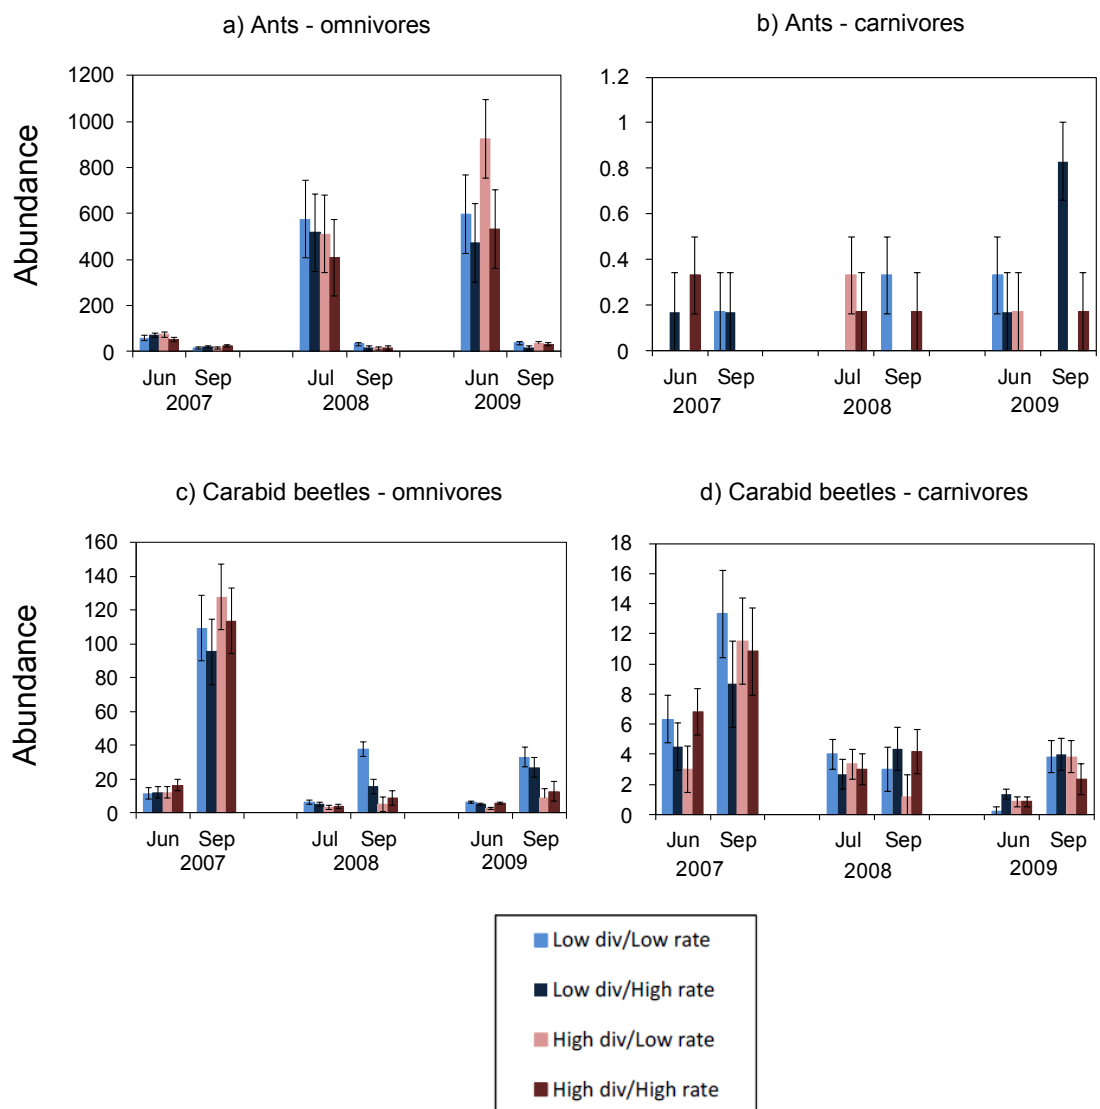 a) Ants - omnivores
Abundance
1200
1000
800
600
400
200
0
Jun Sep Jul Sep Jun Sep
2007 2008 2009
b) Ants - carnivores
1.2
1
0.8
0.6
0.4
0.2
0
Jun Sep Jul Sep Jun Sep
2007 2008 2009
c) Carabid beetles - omnivores
Abundance
160
140
120
100
80
60
40
20
0
Jun Sep Jul Sep Jun Sep
2007 2008 2009
d) Carabid beetles - carnivores
18
16
14
12
10
8
6
4
2
0
Jun Sep Jul Sep Jun Sep
2007 2008 2009
Low div/Low rate
Low div/High rate
High div/Low rate
High div/High rate